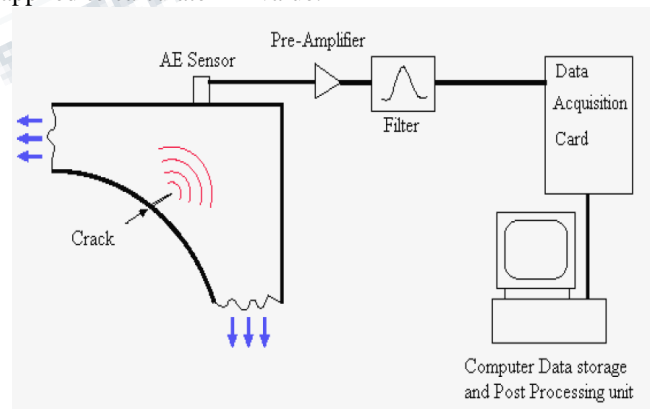 Pre-Amplifier
AE Sensor
Filter
Data
Acquisition
Card
Crack
Computer Data storage
and Post Processing unit